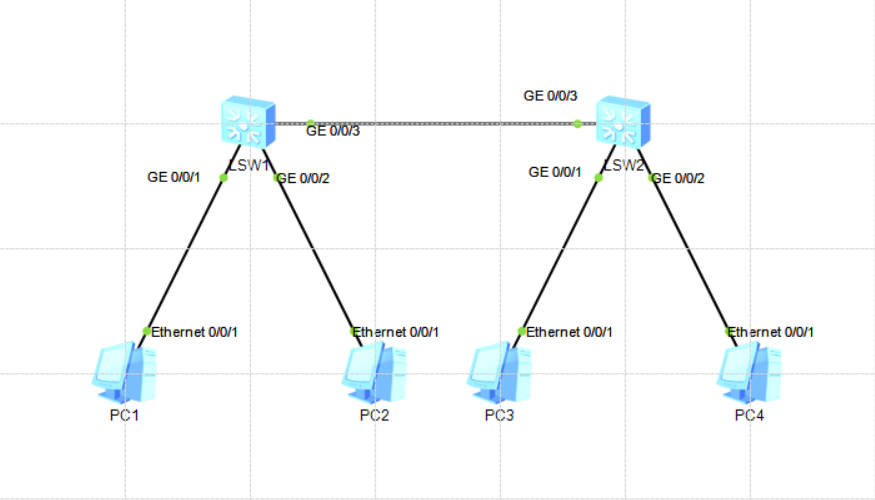 GE 0/0/3
GE 0/0/3
LSW1
LSW2
GE 0/0/1
GE 0/0/2
GE 0/0/1
GE 0/0/2
Ethernet 0/0/1
Ethernet 0/0/1
Ethernet 0/0/1
Ethernet 0/0/1
PC1
PC2
PC3
PC4